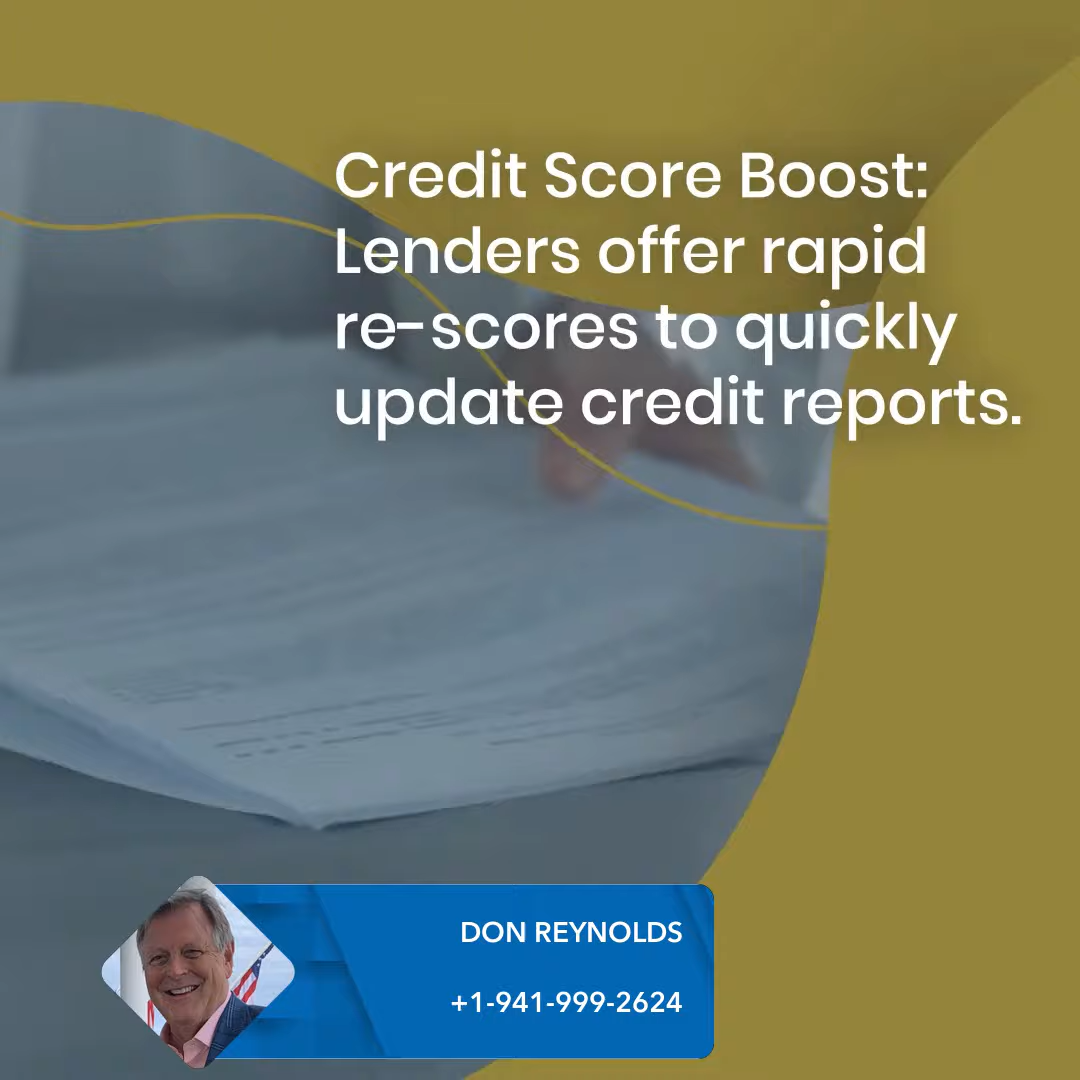 Credit Score Boost:
Lenders offer rapid
re-scores to quickly
update credit reports.
DON REYNOLDS
+1-941-999-2624